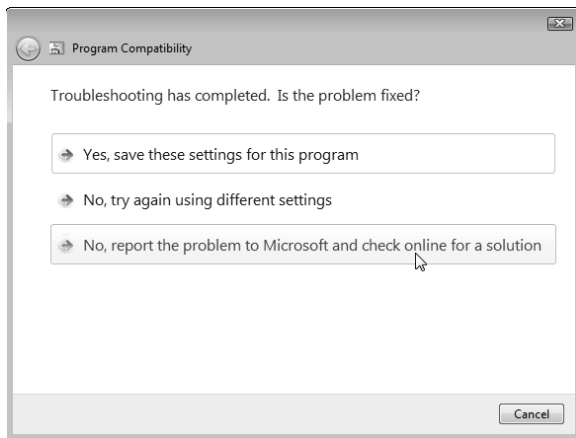 Program Compatibility
Troubleshooting has completed. Is the problem fixed?
Yes, save these settings for this program
No, try again using different settings
No, report the problem to Microsoft and check online for a solution
Cancel